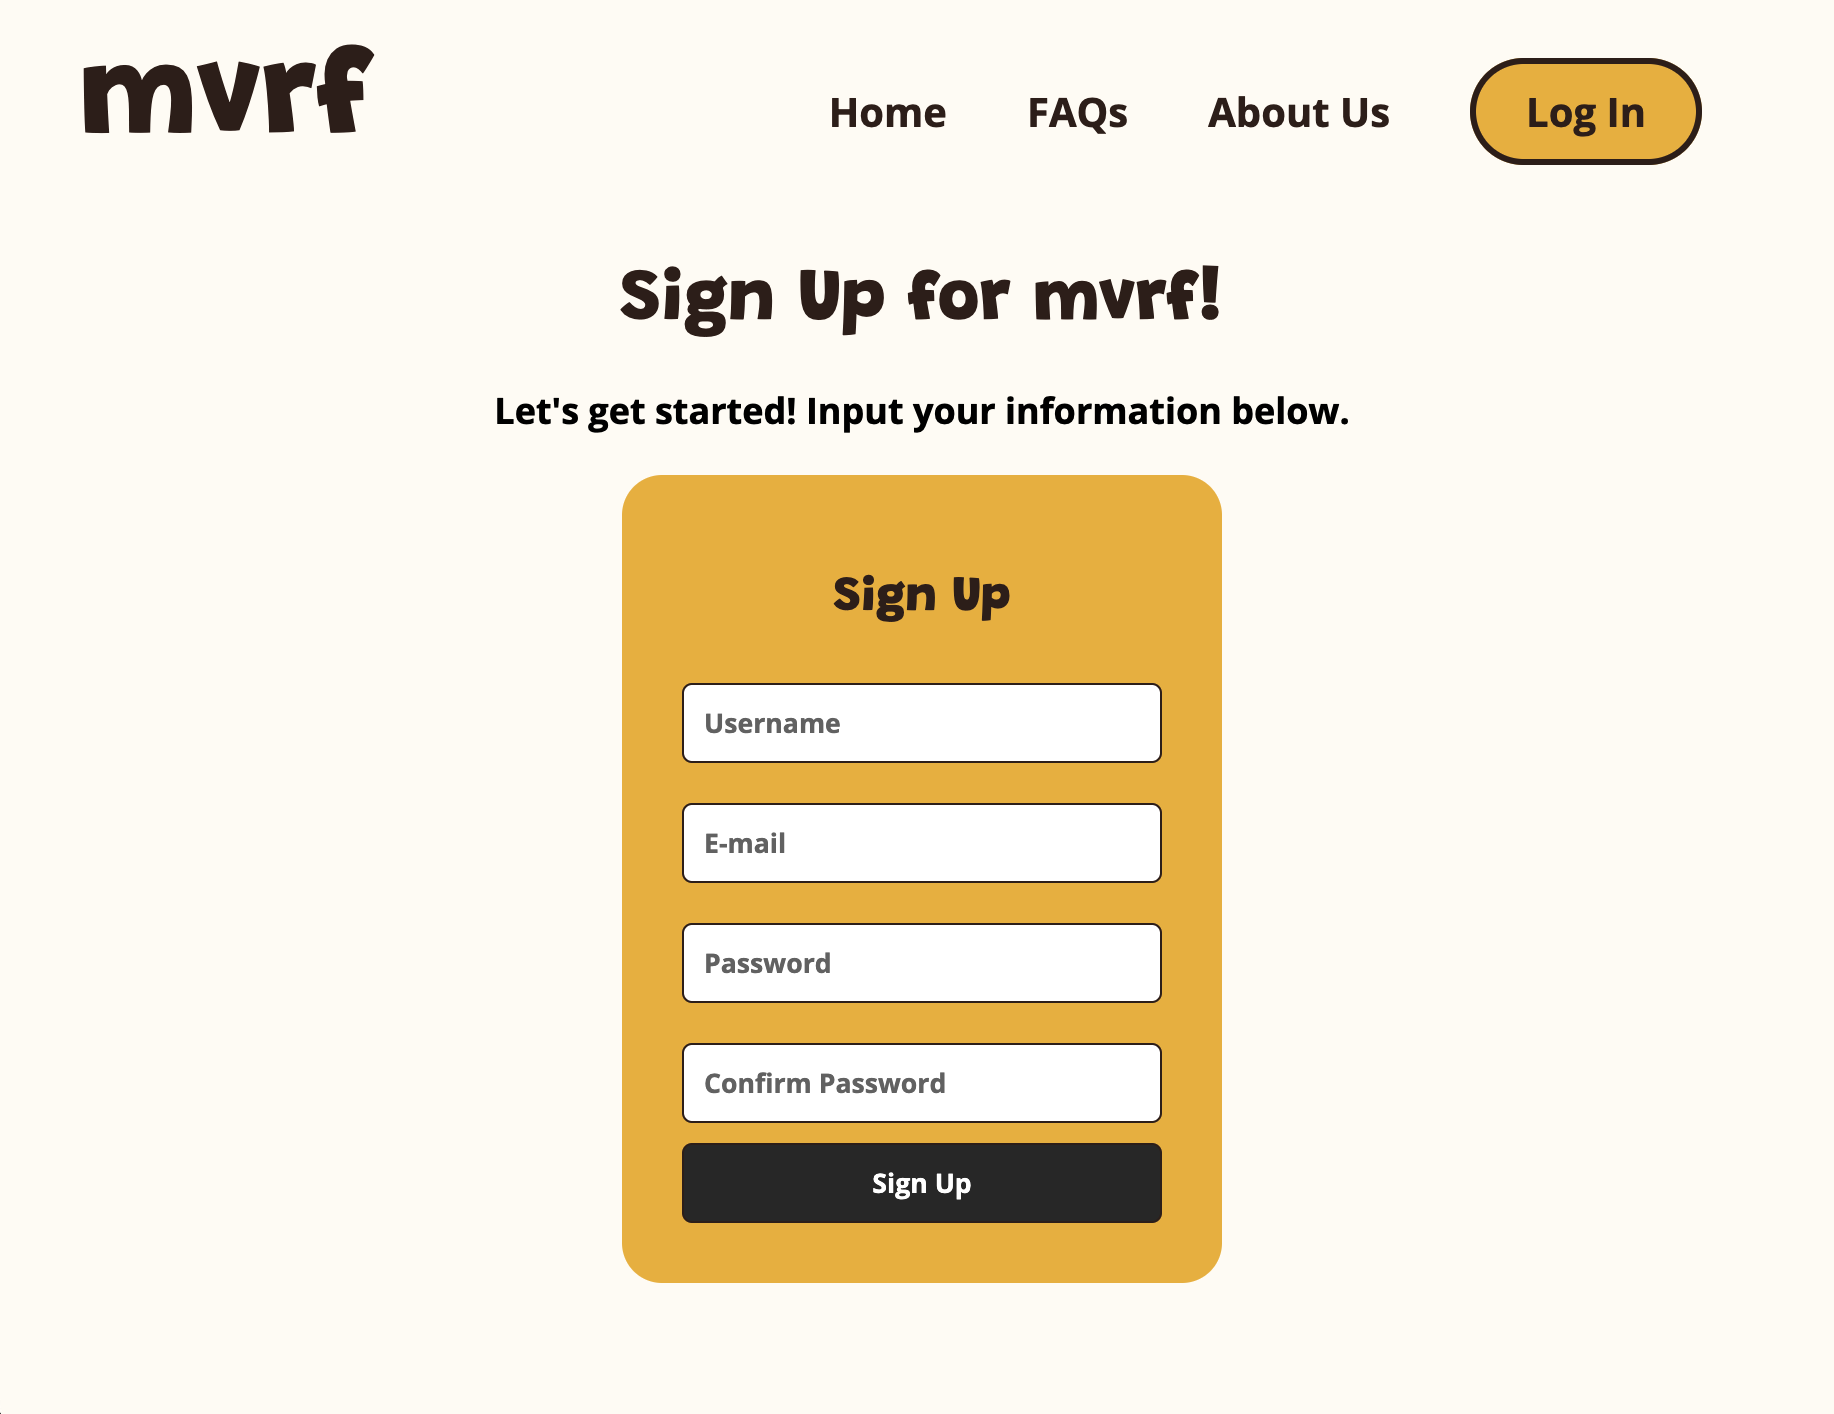 mvrf
Home FAQs About Us Log In
Sign Up for mvrf!
Let's get started! Input your information below.
Sign Up
Username
E-mail
Password
Confirm Password
Sign Up